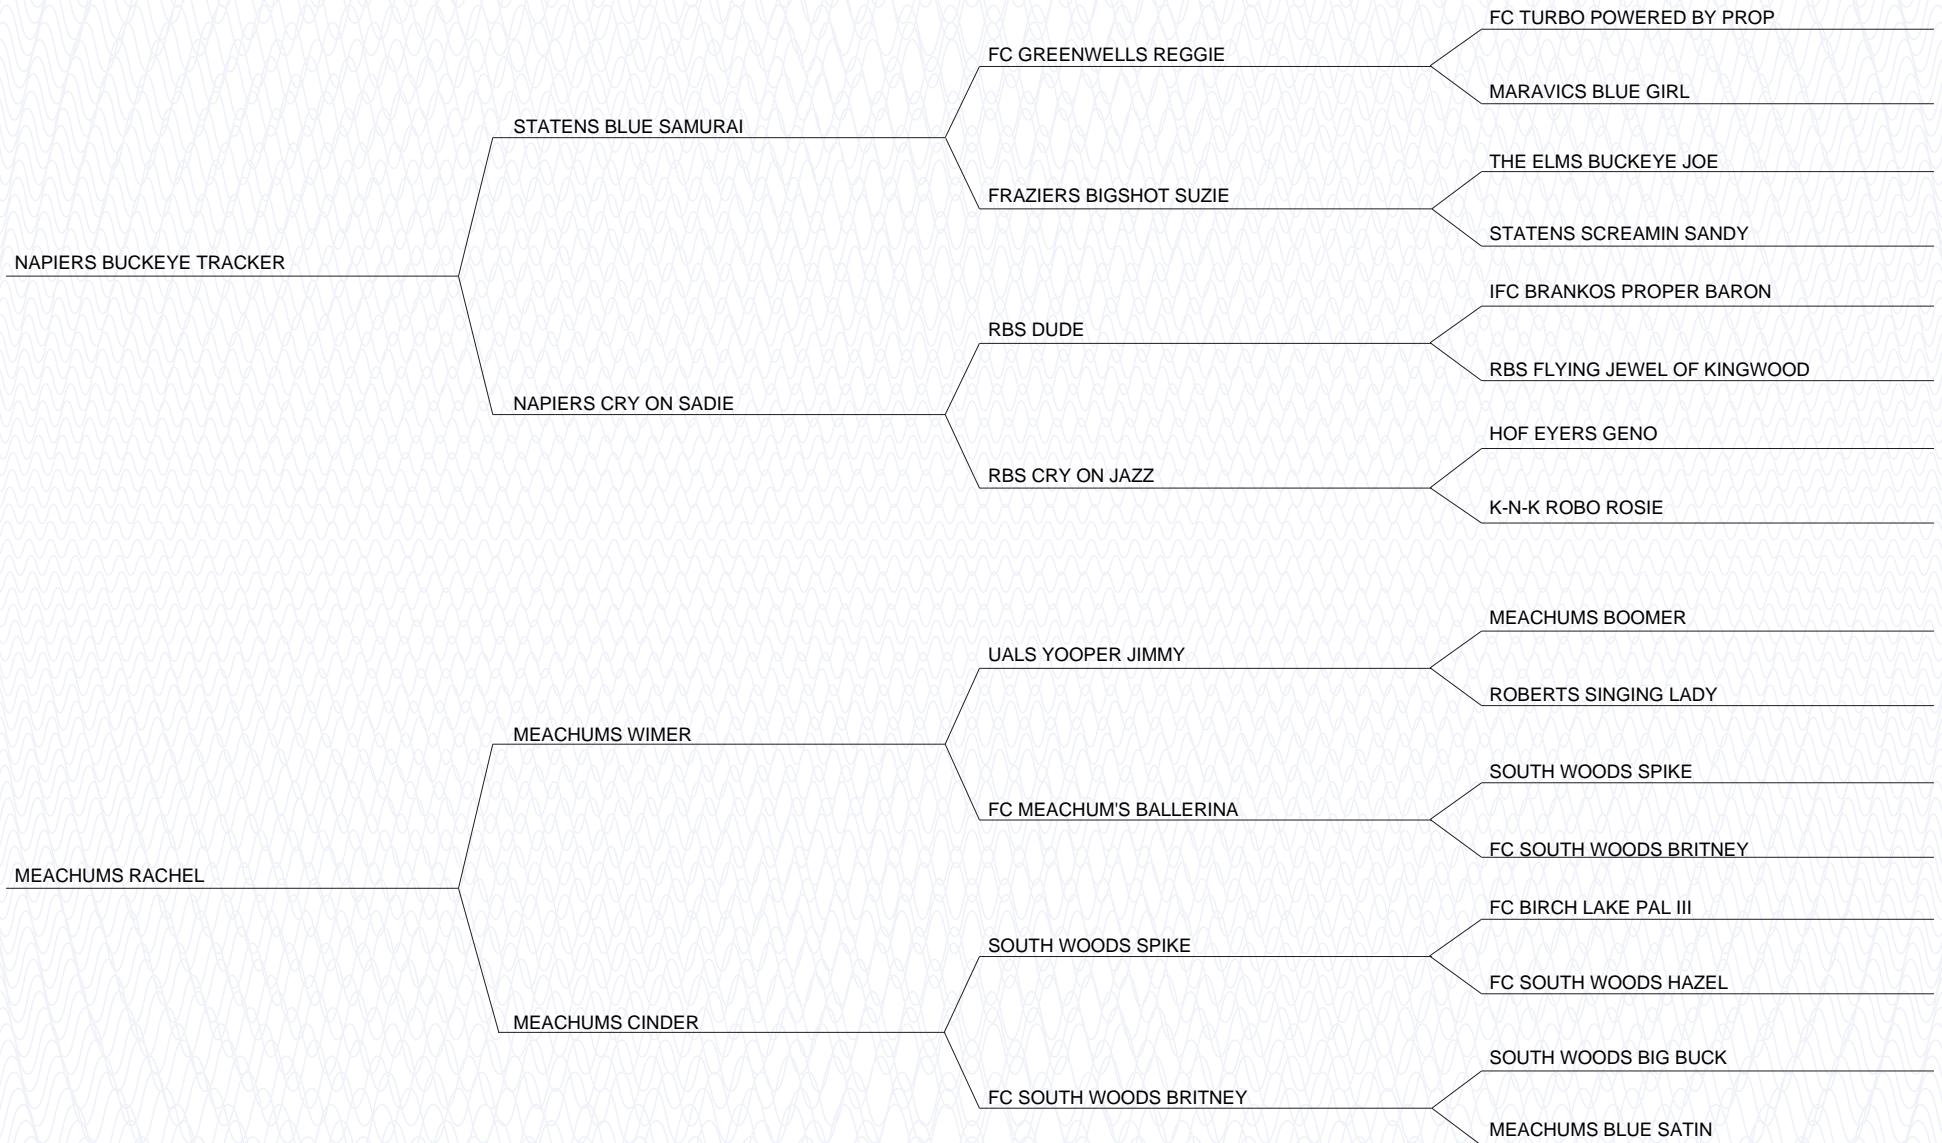 FC TURBO POWERED BY PROP
FC GREENWELLS REGGIE
MARAVICS BLUE GIRL
STATENS BLUE SAMURAI
THE ELMS BUCKEYE JOE
FRAZIERS BIGSHOT SUZIE
STATENS SCREAMIN SANDY
NAPIERS BUCKEYE TRACKER
IFC BRANKOS PROPER BARON
RBS DUDE
RBS FLYING JEWEL OF KINGWOOD
NAPIERS CRY ON SADIE
HOF EYERS GENO
RBS CRY ON JAZZ
K-N-K ROBO ROSIE
MEACHUMS BOOMER
UALS YOOPER JIMMY
ROBERTS SINGING LADY
MEACHUMS WIMER
SOUTH WOODS SPIKE
FC MEACHUM'S BALLERINA
FC SOUTH WOODS BRITNEY
MEACHUMS RACHEL
FC BIRCH LAKE PAL III
SOUTH WOODS SPIKE
FC SOUTH WOODS HAZEL
MEACHUMS CINDER
SOUTH WOODS BIG BUCK
FC SOUTH WOODS BRITNEY
MEACHUMS BLUE SATIN